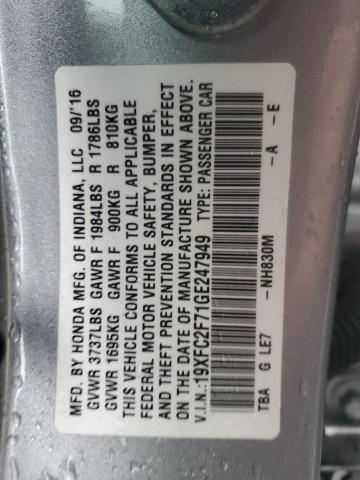 MFD. BY HONDA MFG. OF INDIANA, LLC 09/'16
GVWR 3737LBS GAWR F 1984LBS R 1786LBS
GVWR 1695KG GAWR F 900KG R 810KG
THIS VEHICLE CONFORMS TO ALL APPLICABLE
FEDERAL MOTOR VEHICLE SAFETY, BUMPER,
AND THEFT PREVENTION STANDARDS IN EFFECT
ON THE DATE OF MANUFACTURE SHOWN ABOVE.
V.I.N.:19XFC2F71GE247949 TYPE: PASSENGER CAR
TBA G LE7 -NH830M -A -E